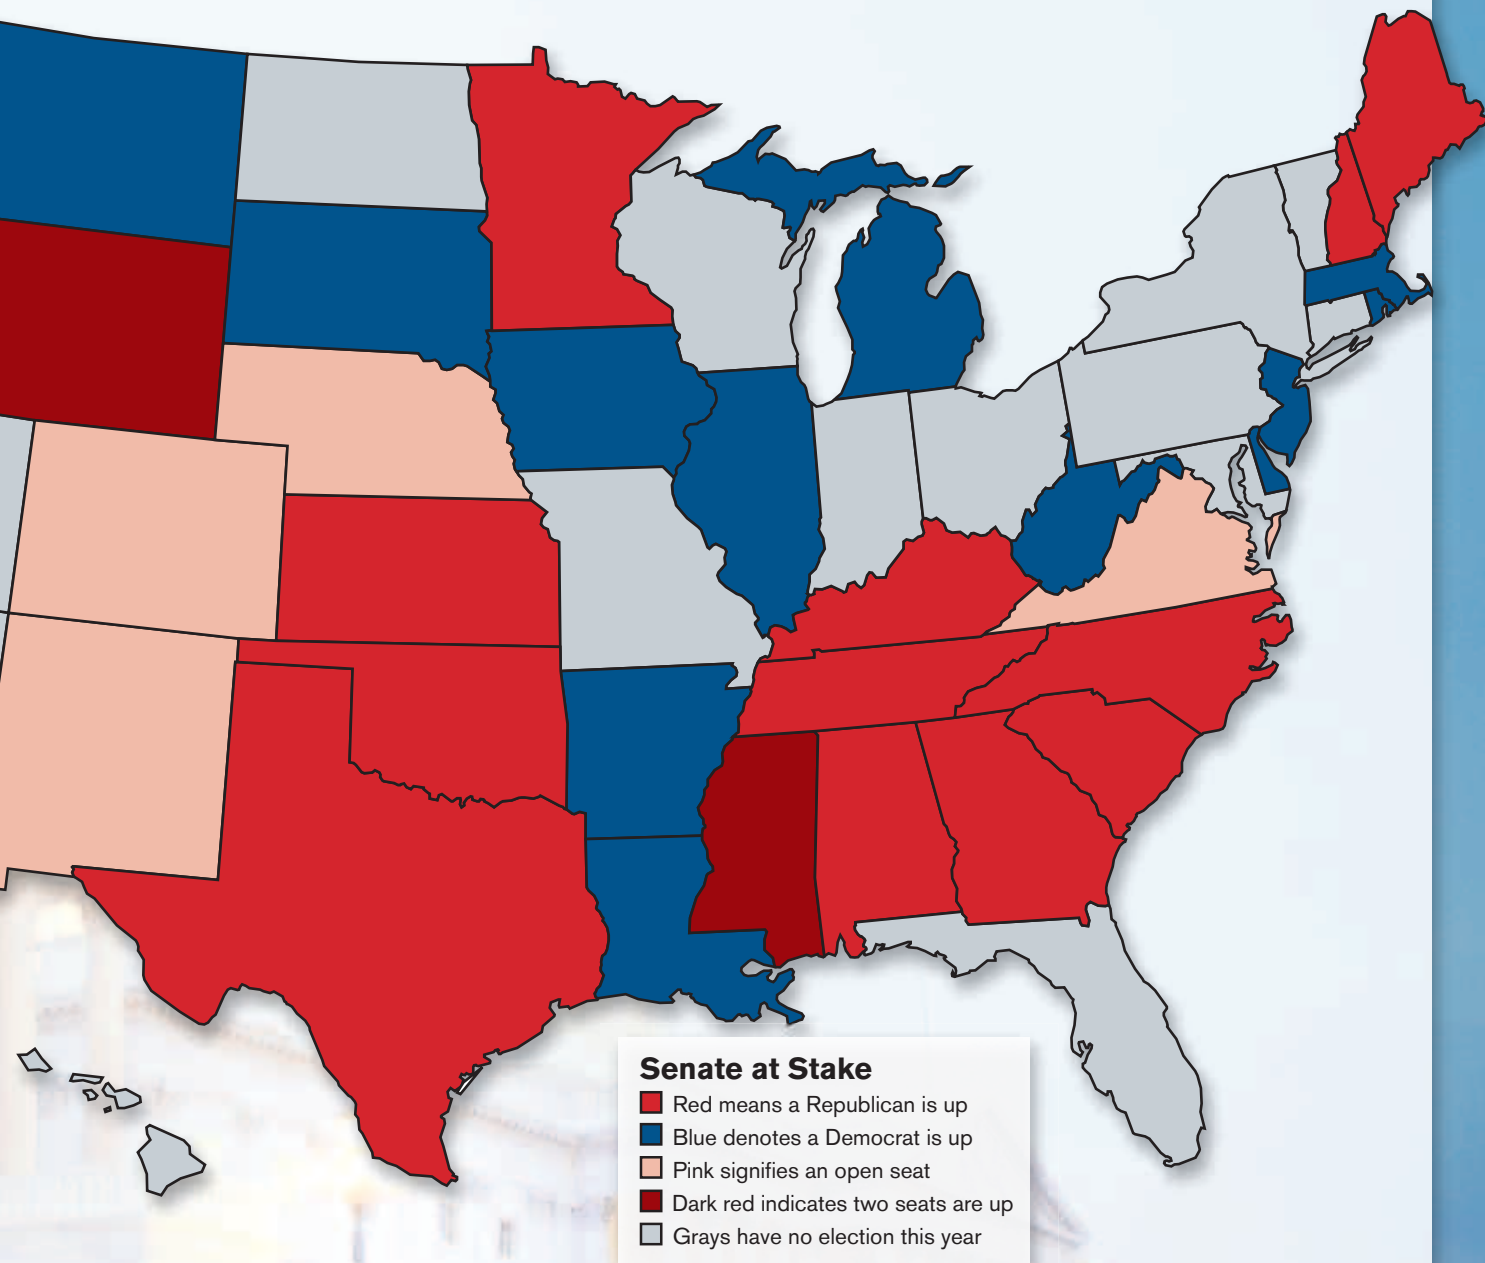 Senate at Stake
Red means a Republican is up
Blue denotes a Democrat is up
Pink signifies an open seat
Dark red indicates two seats are up
Grays have no election this year